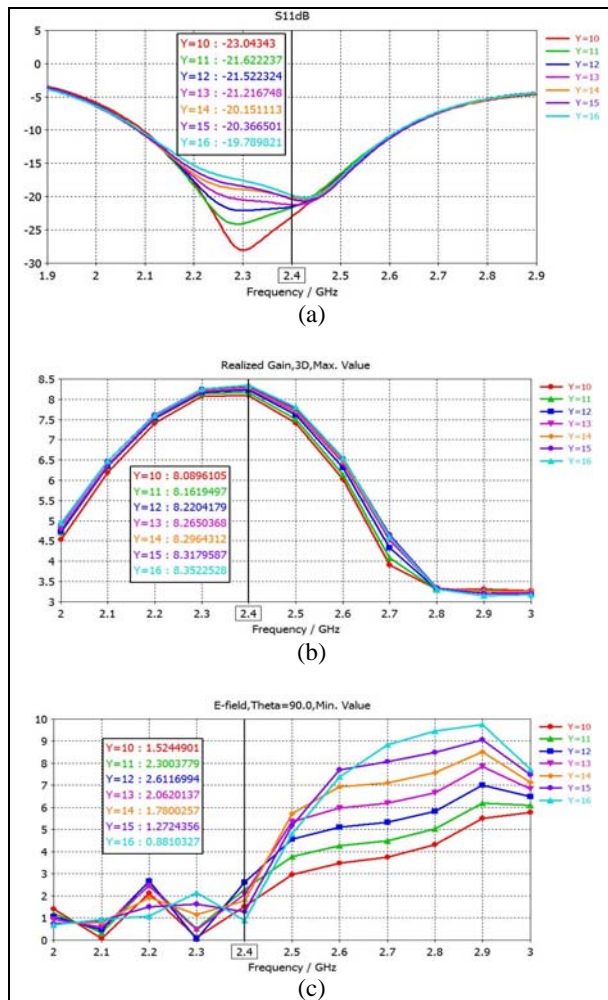 S11dB
5
0
-5
-10
-15
-20
-25
-30
Y=10 : -23.04343
Y=11 : -21.622237
Y=12 : -21.522324
Y=13 : -21.216748
Y=14 : -20.151113
Y=15 : -20.366501
Y=16 : -19.789821
Y=10
Y=11
Y=12
Y=13
Y=14
Y=15
Y=16
1.9 2 2.1 2.2 2.3 2.4 2.5 2.6 2.7 2.8 2.9
Frequency / GHz
(a)
Realized Gain,3D,Max. Value
8.5
8
7.5
7
6.5
6
5.5
5
4.5
4
3.5
3
Y=10 : 8.0896105
Y=11 : 8.1619497
Y=12 : 8.2204179
Y=13 : 8.2650368
Y=14 : 8.2964312
Y=15 : 8.3179587
Y=16 : 8.3522528
Y=10
Y=11
Y=12
Y=13
Y=14
Y=15
Y=16
2 2.1 2.2 2.3 2.4 2.5 2.6 2.7 2.8 2.9 3
Frequency / GHz
(b)
E-field,Theta=90.0,Min. Value
10
9
8
7
6
5
4
3
2
1
0
Y=10 : 1.5244901
Y=11 : 2.3003779
Y=12 : 2.6116994
Y=13 : 2.0620137
Y=14 : 1.7800257
Y=15 : 1.2724356
Y=16 : 0.8810327
Y=10
Y=11
Y=12
Y=13
Y=14
Y=15
Y=16
2 2.1 2.2 2.3 2.4 2.5 2.6 2.7 2.8 2.9 3
Frequency / GHz
(c)